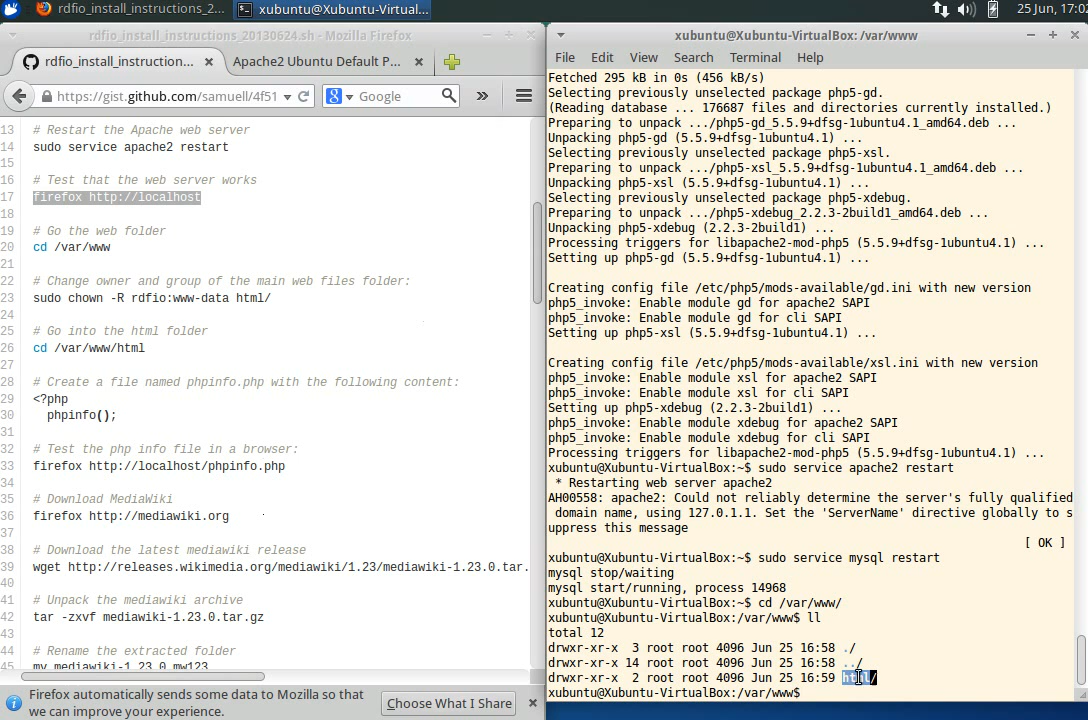 rdfio_install_instructions_2...
xubuntu@Xubuntu-Virtual...
25 Jun, 17:02
rdfio_install_instructions_20130624.sh - Mozilla Firefox
rdfio_install_instruction...
Apache2 Ubuntu Default P...
https://gist.github.com/samuell/4f51
Google
13 # Restart the Apache web server
14 sudo service apache2 restart
15
16 # Test that the web server works
17 firefox http://localhost
18
19 # Go the web folder
20 cd /var/www
21
22 # Change owner and group of the main web files folder:
23 sudo chown -R rdfio:www-data html/
24
25 # Go into the html folder
26 cd /var/www/html
27
28 # Create a file named phpinfo.php with the following content:
29 <?php
30 phpinfo();
31
32 # Test the php info file in a browser:
33 firefox http://localhost/phpinfo.php
34
35 # Download MediaWiki
36 firefox http://mediawiki.org
37
38 # Download the latest mediawiki release
39 wget http://releases.wikimedia.org/mediawiki/1.23/mediawiki-1.23.0.tar.
40
41 # Unpack the mediawiki archive
42 tar -zxvf mediawiki-1.23.0.tar.gz
43
44 # Rename the extracted folder
45 mv mediawiki-1.23.0 mw123
Firefox automatically sends some data to Mozilla so that
we can improve your experience.
Choose What I Share
xubuntu@Xubuntu-VirtualBox: /var/www
File Edit View Search Terminal Help
Fetched 295 kB in 0s (456 kB/s)
Selecting previously unselected package php5-gd.
(Reading database ... 176687 files and directories currently installed.)
Preparing to unpack .../php5-gd_5.5.9+dfsg-1ubuntu4.1_amd64.deb ...
Unpacking php5-gd (5.5.9+dfsg-1ubuntu4.1) ...
Selecting previously unselected package php5-xsl.
Preparing to unpack .../php5-xsl_5.5.9+dfsg-1ubuntu4.1_amd64.deb ...
Unpacking php5-xsl (5.5.9+dfsg-1ubuntu4.1) ...
Selecting previously unselected package php5-xdebug.
Preparing to unpack .../php5-xdebug_2.2.3-2build1_amd64.deb ...
Unpacking php5-xdebug (2.2.3-2build1) ...
Processing triggers for libapache2-mod-php5 (5.5.9+dfsg-1ubuntu4.1) ...
Setting up php5-gd (5.5.9+dfsg-1ubuntu4.1) ...

Creating config file /etc/php5/mods-available/gd.ini with new version
php5_invoke: Enable module gd for apache2 SAPI
php5_invoke: Enable module gd for cli SAPI
Setting up php5-xsl (5.5.9+dfsg-1ubuntu4.1) ...

Creating config file /etc/php5/mods-available/xsl.ini with new version
php5_invoke: Enable module xsl for apache2 SAPI
php5_invoke: Enable module xsl for cli SAPI
Setting up php5-xdebug (2.2.3-2build1) ...
php5_invoke: Enable module xdebug for apache2 SAPI
php5_invoke: Enable module xdebug for cli SAPI
Processing triggers for libapache2-mod-php5 (5.5.9+dfsg-1ubuntu4.1) ...
xubuntu@Xubuntu-VirtualBox:~$ sudo service apache2 restart
* Restarting web server apache2
AH00558: apache2: Could not reliably determine the server's fully qualified
domain name, using 127.0.1.1. Set the 'ServerName' directive globally to s
uppress this message
[ OK ]
xubuntu@Xubuntu-VirtualBox:~$ sudo service mysql restart
mysql stop/waiting
mysql start/running, process 14968
xubuntu@Xubuntu-VirtualBox:~$ cd /var/www/
xubuntu@Xubuntu-VirtualBox:/var/www$ ll
total 12
drwxr-xr-x 3 root root 4096 Jun 25 16:58 ./
drwxr-xr-x 14 root root 4096 Jun 25 16:58 ../
drwxr-xr-x 2 root root 4096 Jun 25 16:59 html/
xubuntu@Xubuntu-VirtualBox:/var/www$